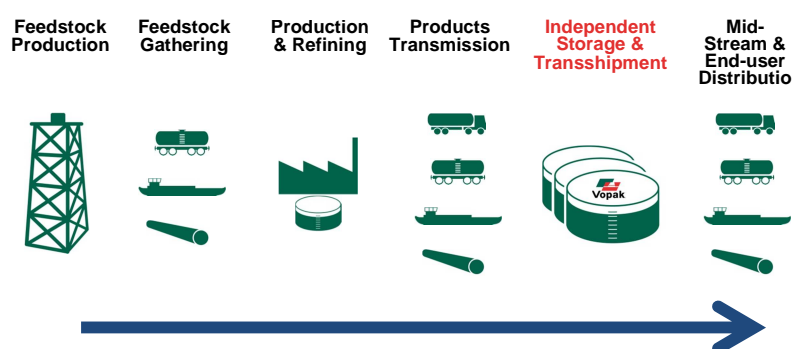 Feedstock
Production
Feedstock
Gathering
Production
& Refining
Products
Transmission
Independent
Storage &
Transshipment
Mid-
Stream &
End-user
Distributio
Vopak